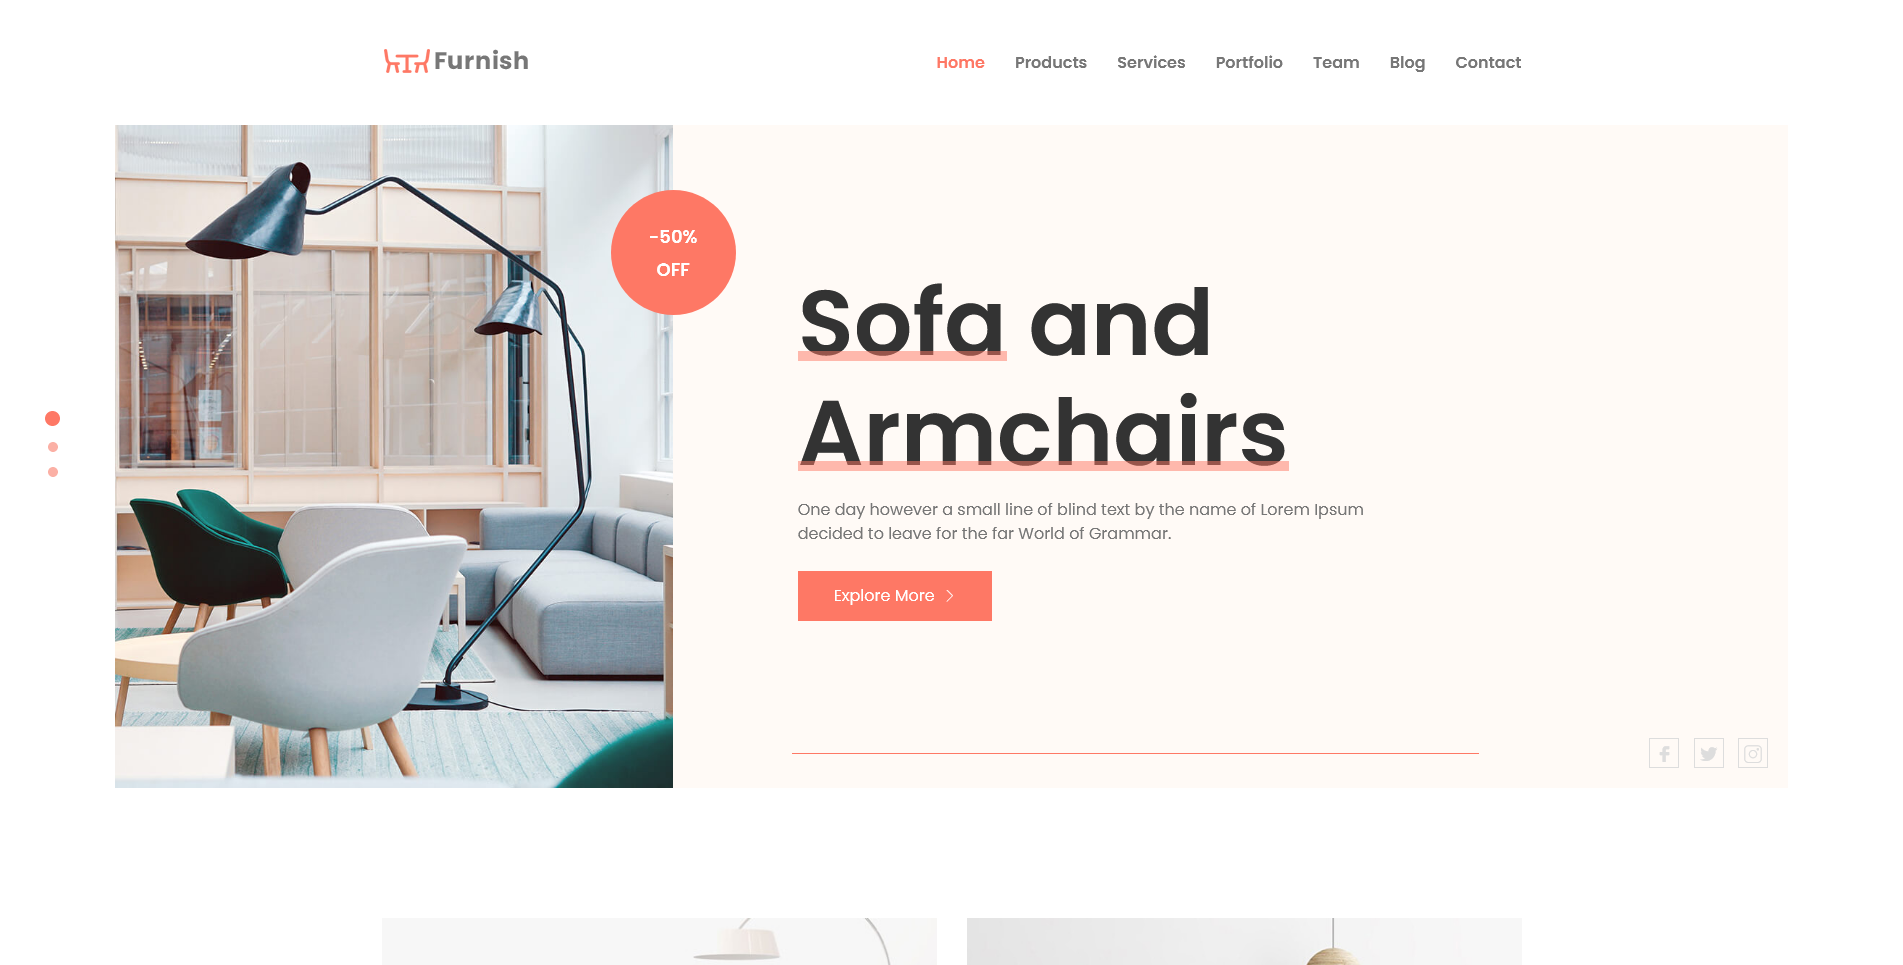 Furnish
Home Products Services Portfolio Team Blog Contact
-50%
OFF
Sofa and
Armchairs
One day however a small line of blind text by the name of Lorem Ipsum
decided to leave for the far World of Grammar.
Explore More